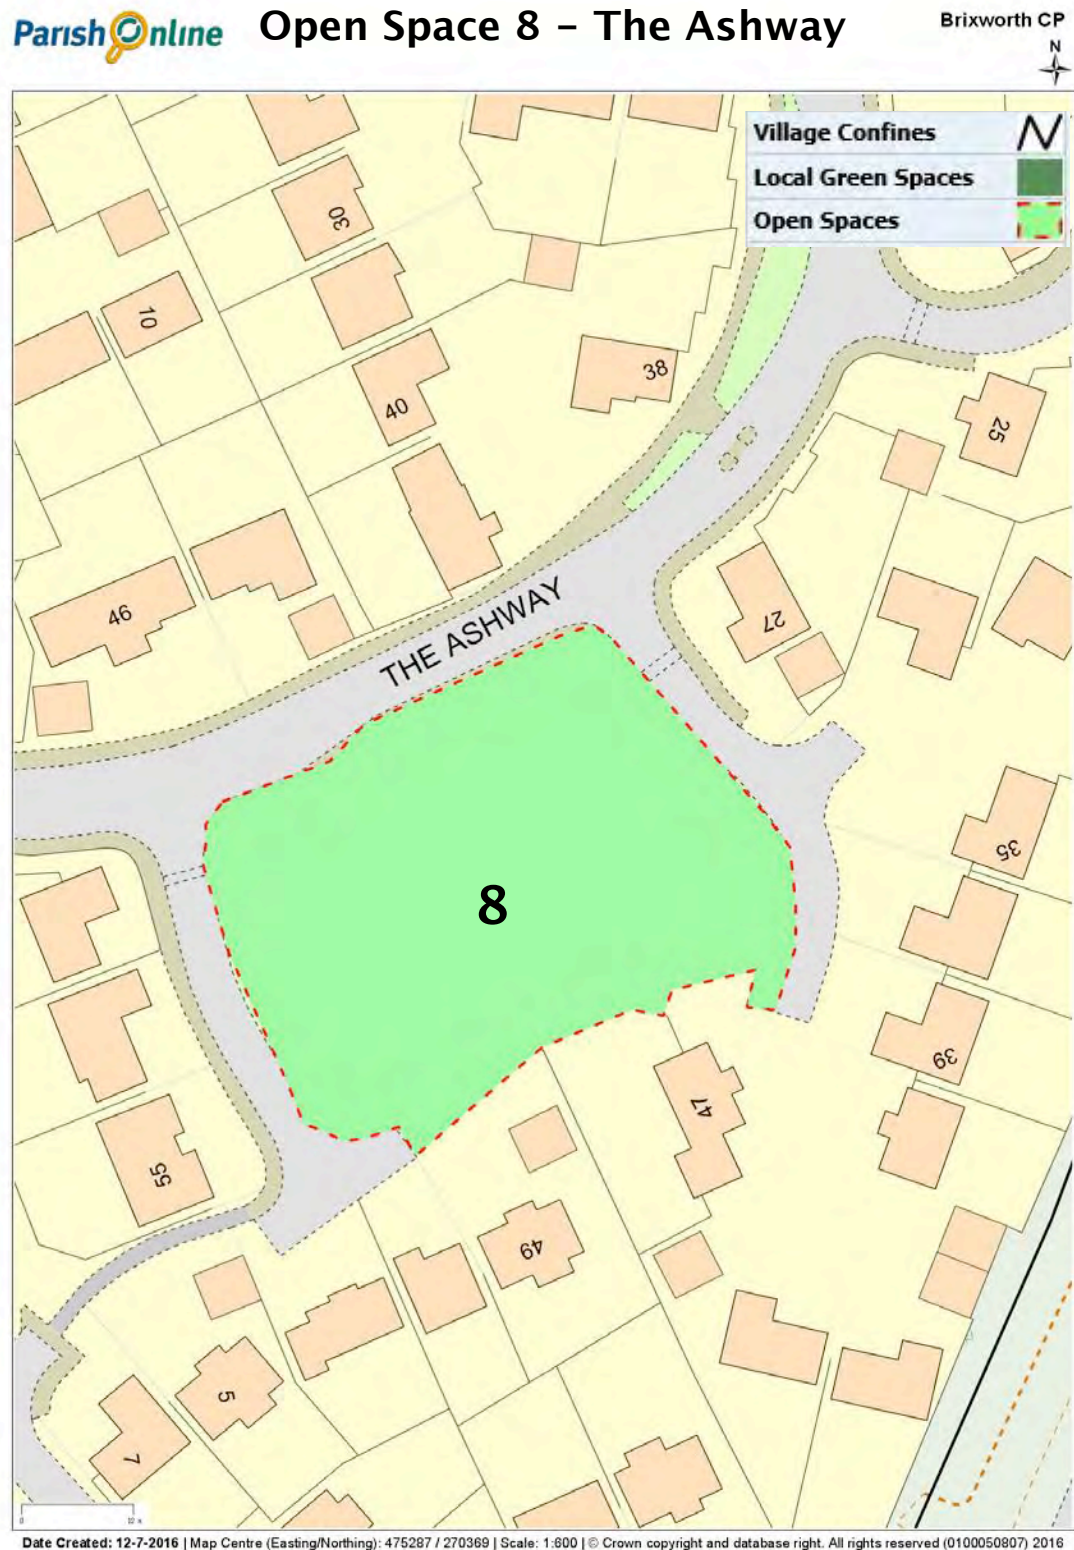 Parish Online
Open Space 8 – The Ashway
Brixworth CP
N
Village Confines
Local Green Spaces
Open Spaces
30
10
38
40
25
46
27
THE ASHWAY
35
8
39
47
55
49
5
7
0
Date Created: 12-7-2016 | Map Centre (Easting/Northing): 475287 / 270369 | Scale: 1:600 | © Crown copyright and database right. All rights reserved (0100050807) 2016